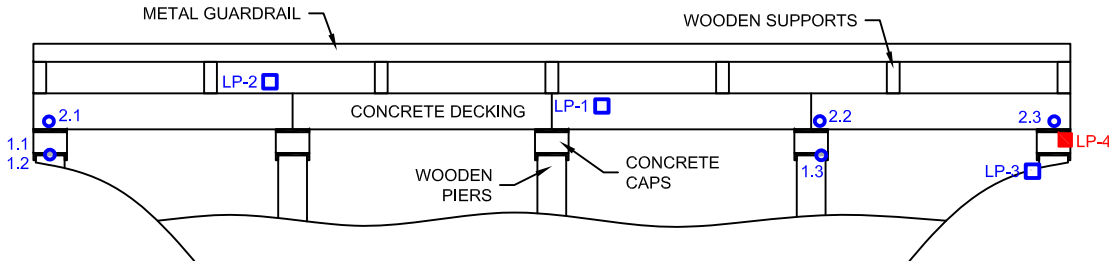 METAL GUARDRAIL
WOODEN SUPPORTS
LP-2
LP-1
CONCRETE DECKING
2.1
2.2
2.3
1.1
1.2
LP-4
WOODEN
PIERS
CONCRETE
CAPS
1.3
LP-3